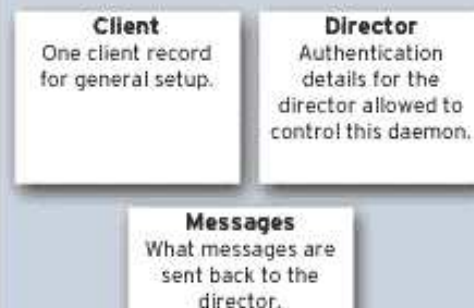 Client
One client record
for general setup.
Director
Authentication
details for the
director allowed to
control this daemon.
Messages
What messages are
sent back to the
director.